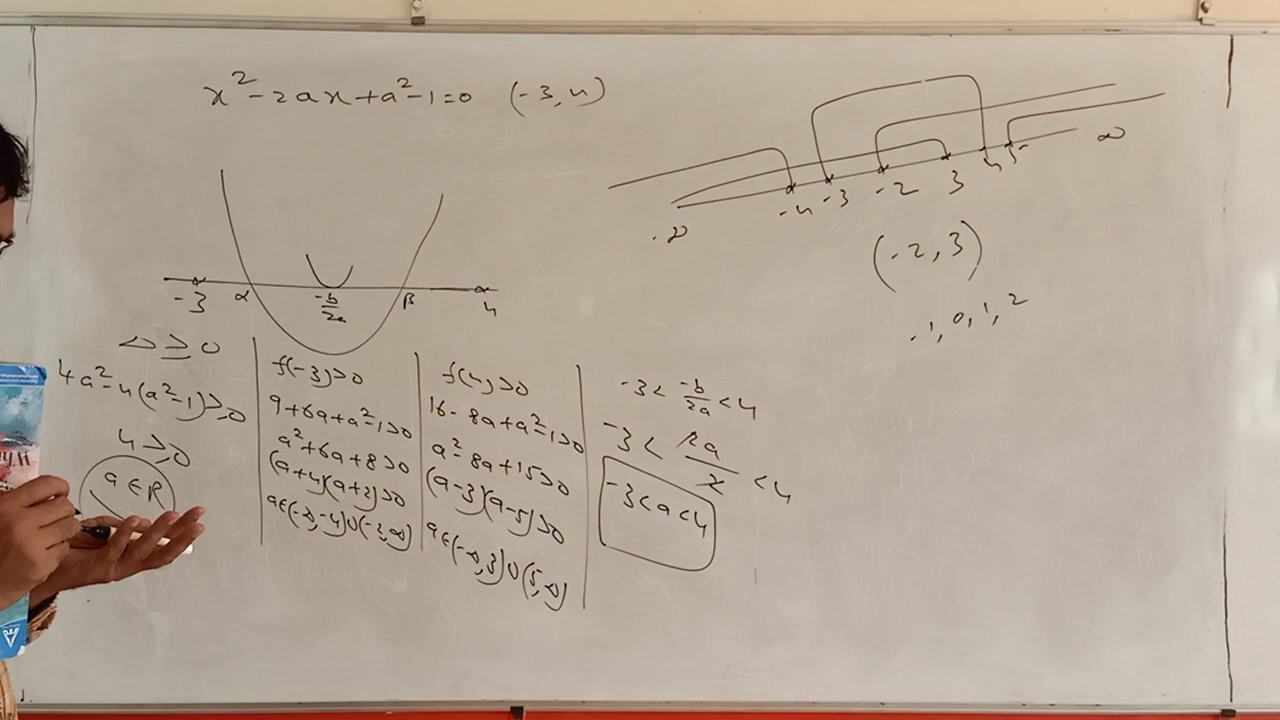 x² - 2ax + a² - 1 = 0 (-3, 4)
-3 α -b/2a β 4
Δ ≥ 0
4a² - 4(a² - 1) ≥ 0
4 ≥ 0
a ∈ R
f(-3) > 0
9 + 6a + a² - 1 > 0
a² + 6a + 8 > 0
(a + 4)(a + 2) > 0
a ∈ (-∞, -4) ∪ (-2, ∞)
f(4) > 0
16 - 8a + a² - 1 > 0
a² - 8a + 15 > 0
(a - 3)(a - 5) > 0
a ∈ (-∞, 3) ∪ (5, ∞)
-3 < -b/2a < 4
-3 < 2a/2 < 4
-3 < a < 4
-∞ -4 -3 -2 3 4 5 ∞
(-2, 3)
-1, 0, 1, 2